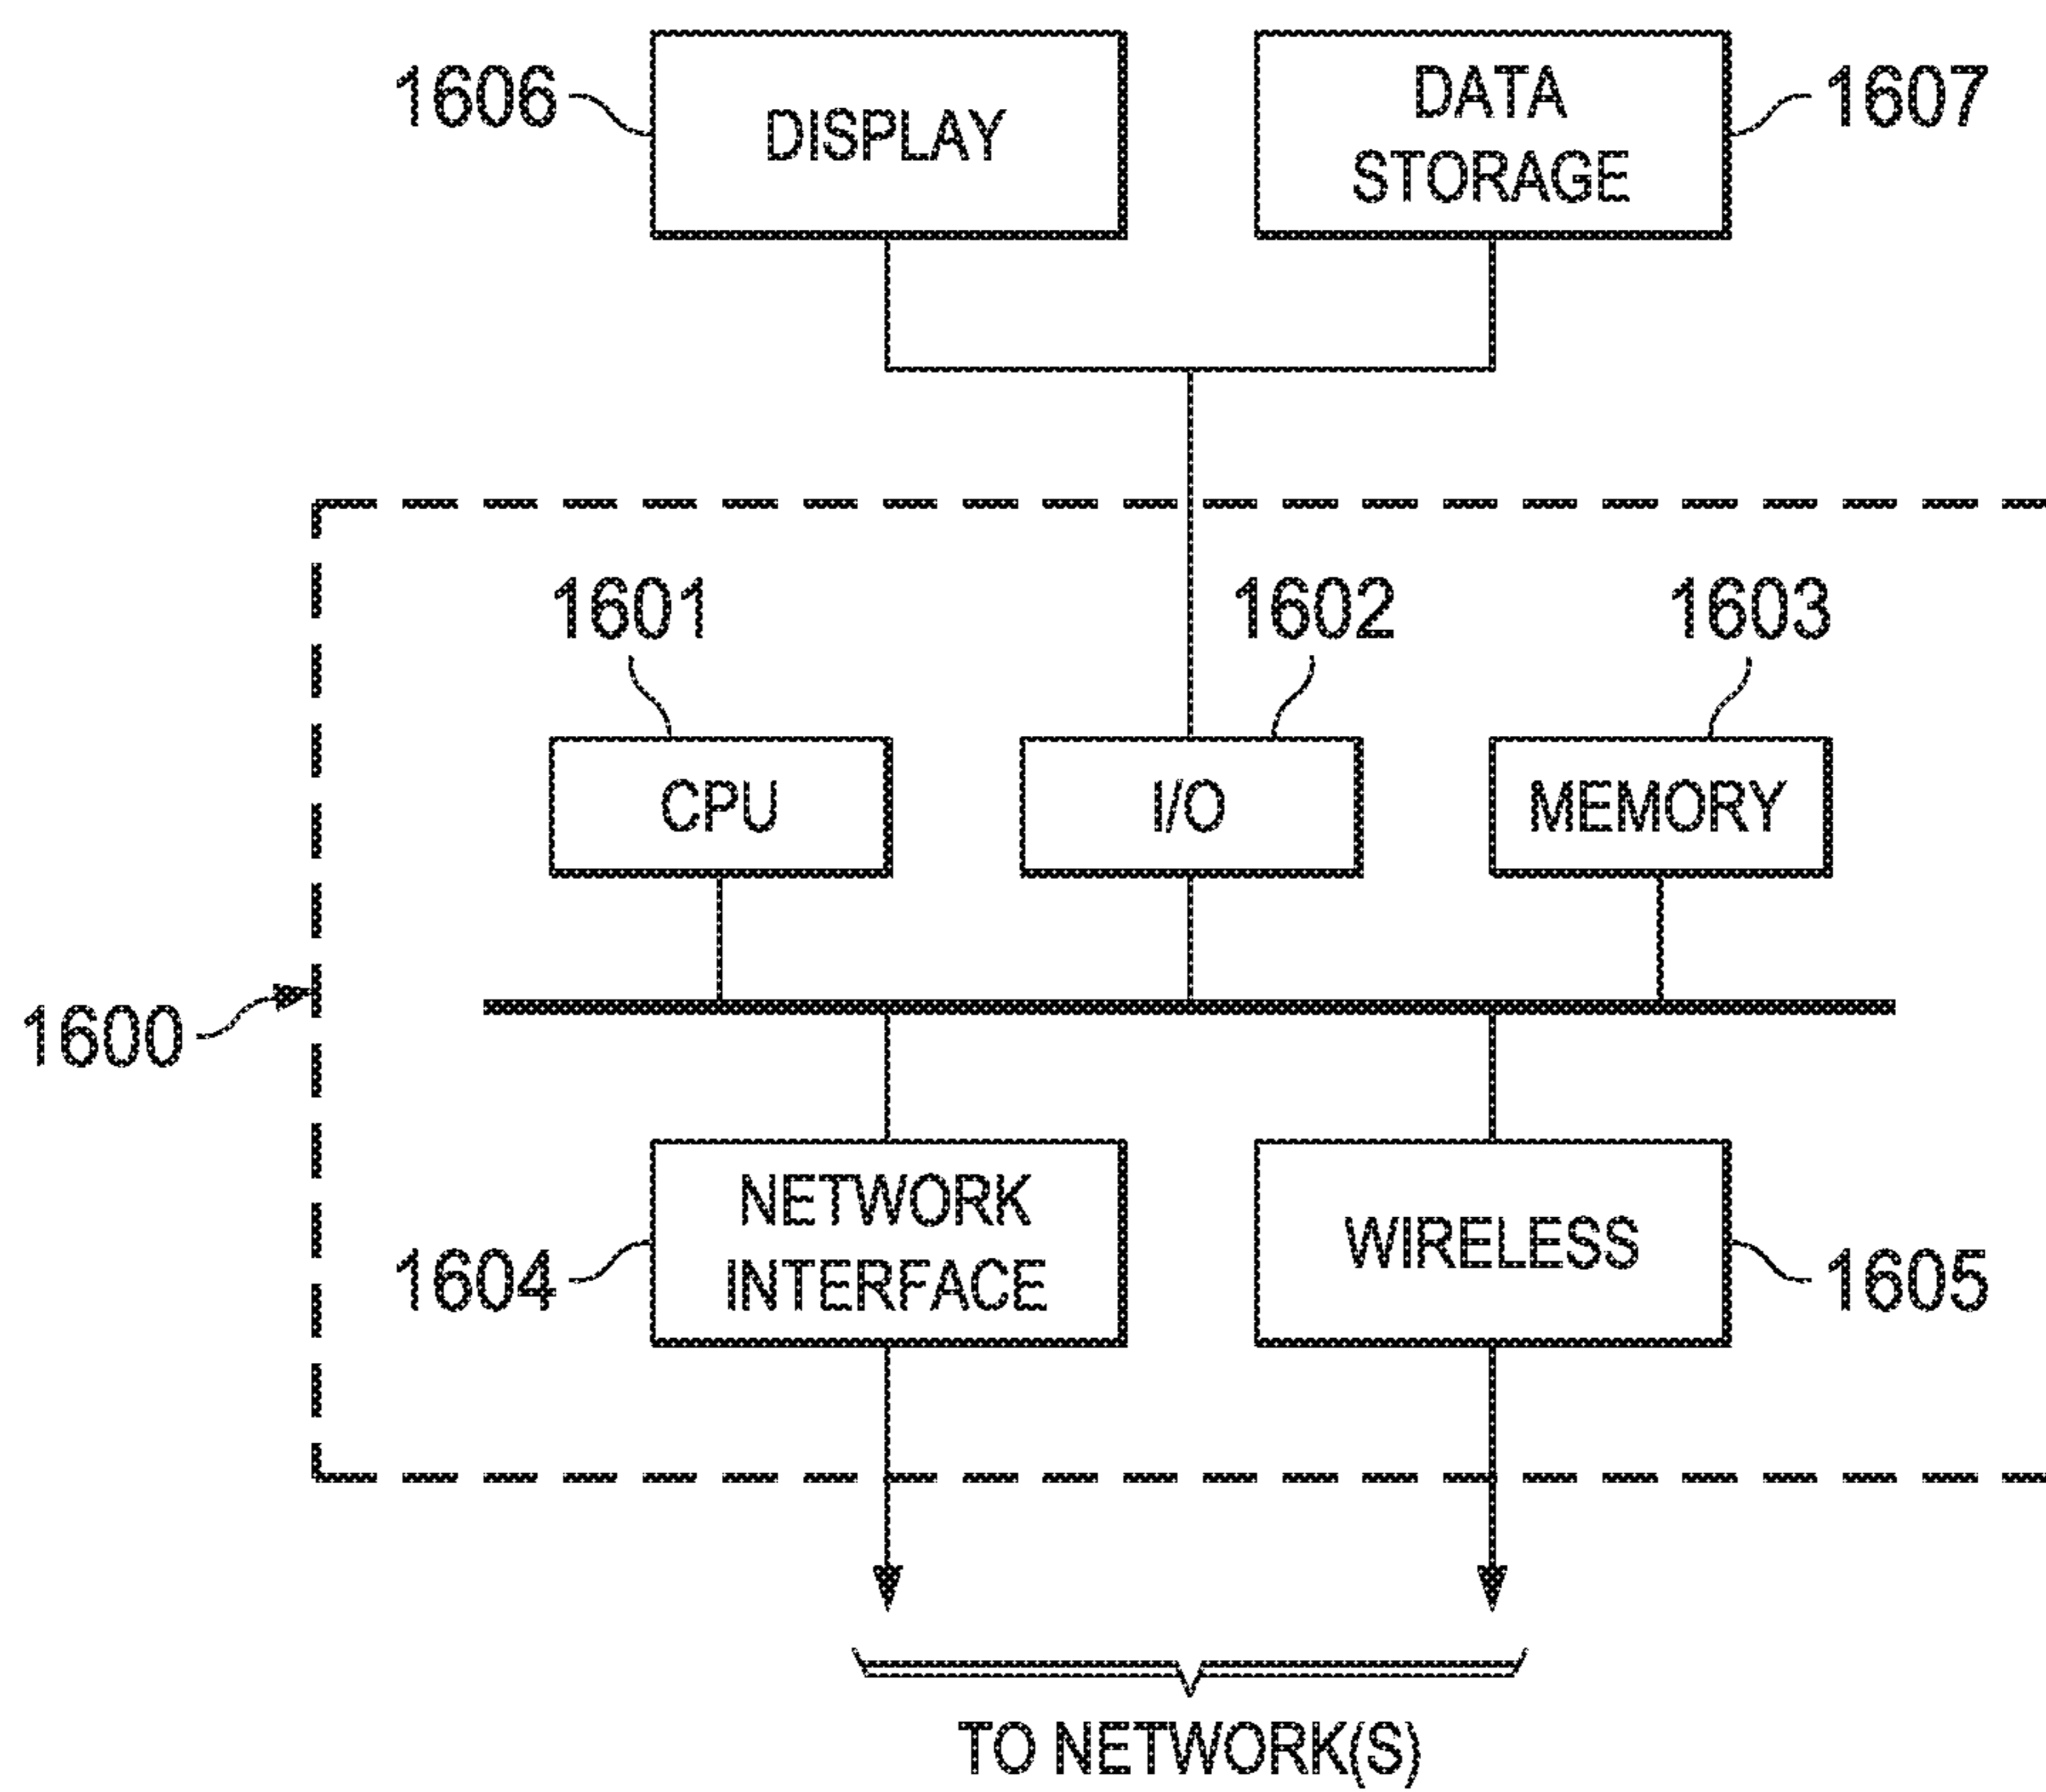 1606
DISPLAY
DATA
STORAGE
1607
1601
1602
1603
CPU
I/O
MEMORY
1600
NETWORK
INTERFACE
1604
WIRELESS
1605
TO NETWORK(S)